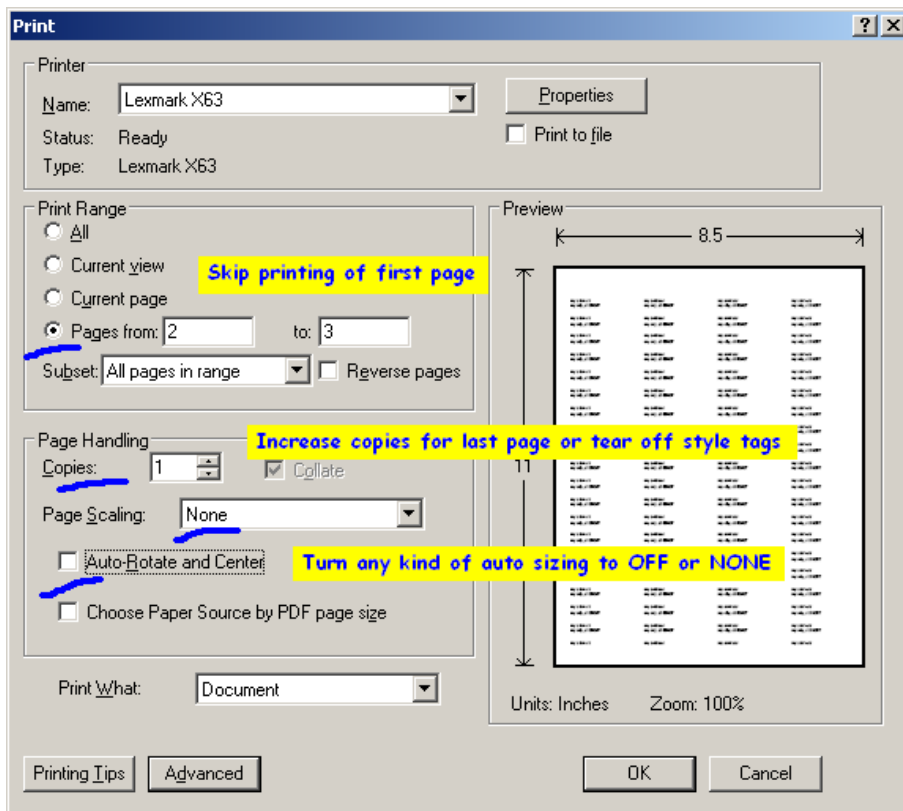 Print
Printer
Name: Lexmark X63
Properties
Status: Ready
Print to file
Type: Lexmark X63
Print Range
All
Current view
Skip printing of first page
Current page
Pages from: 2 to: 3
Subset: All pages in range
Reverse pages
Page Handling
Increase copies for last page or tear off style tags
Copies: 1
Collate
Page Scaling: None
Auto-Rotate and Center
Turn any kind of auto sizing to OFF or NONE
Choose Paper Source by PDF page size
Print What: Document
Preview
8.5
11
Units: Inches Zoom: 100%
Printing Tips
Advanced
OK
Cancel